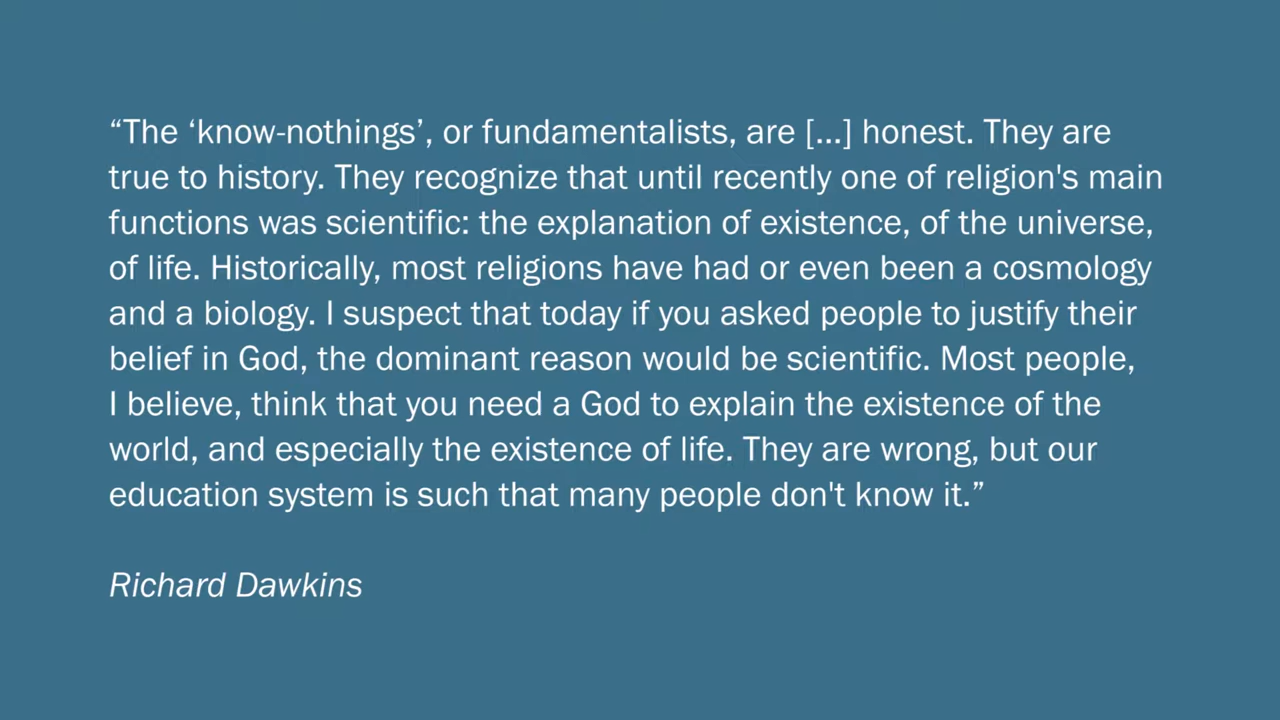 “The ‘know-nothings’, or fundamentalists, are [...] honest. They are
true to history. They recognize that until recently one of religion's main
functions was scientific: the explanation of existence, of the universe,
of life. Historically, most religions have had or even been a cosmology
and a biology. I suspect that today if you asked people to justify their
belief in God, the dominant reason would be scientific. Most people,
I believe, think that you need a God to explain the existence of the
world, and especially the existence of life. They are wrong, but our
education system is such that many people don't know it.”
Richard Dawkins